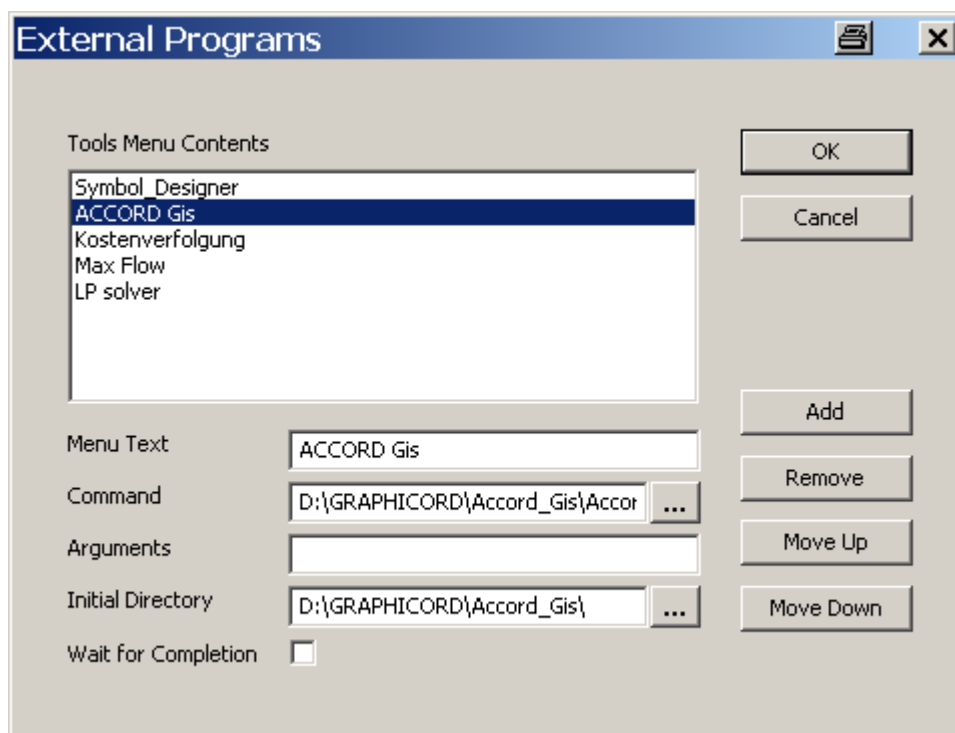 External Programs
Tools Menu Contents
Symbol_Designer
ACCORD Gis
Kostenverfolgung
Max Flow
LP solver
OK
Cancel
Add
Remove
Move Up
Move Down
Menu Text
ACCORD Gis
Command
D:\GRAPHICORD\Accord_Gis\Accor
...
Arguments
Initial Directory
D:\GRAPHICORD\Accord_Gis\
...
Wait for Completion